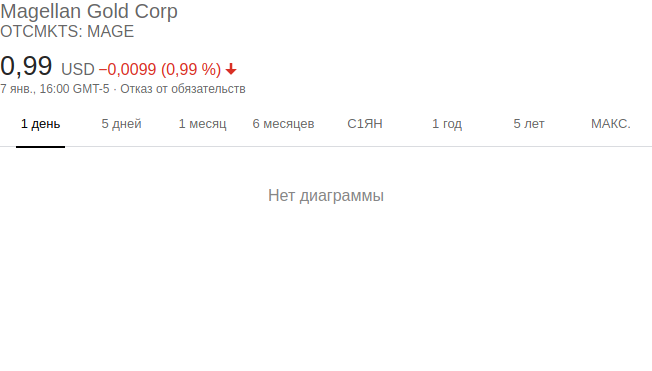 Magellan Gold Corp
OTCMKTS: MAGE
0,99 USD −0,0099 (0,99 %)
7 янв., 16:00 GMT-5 · Отказ от обязательств
1 день 5 дней 1 месяц 6 месяцев С1ЯН 1 год 5 лет МАКС.
Нет диаграммы